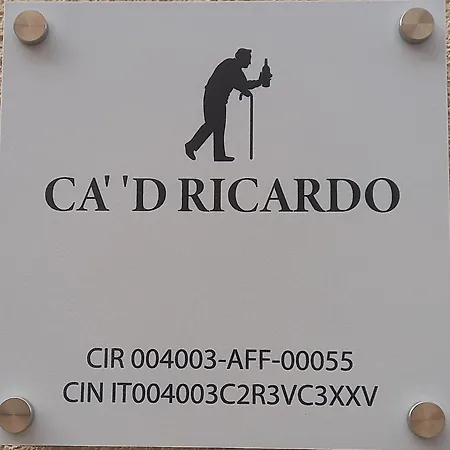 CA' 'D RICARDO
CIR 004003-AFF-00055
CIN IT004003C2R3VC3XXV